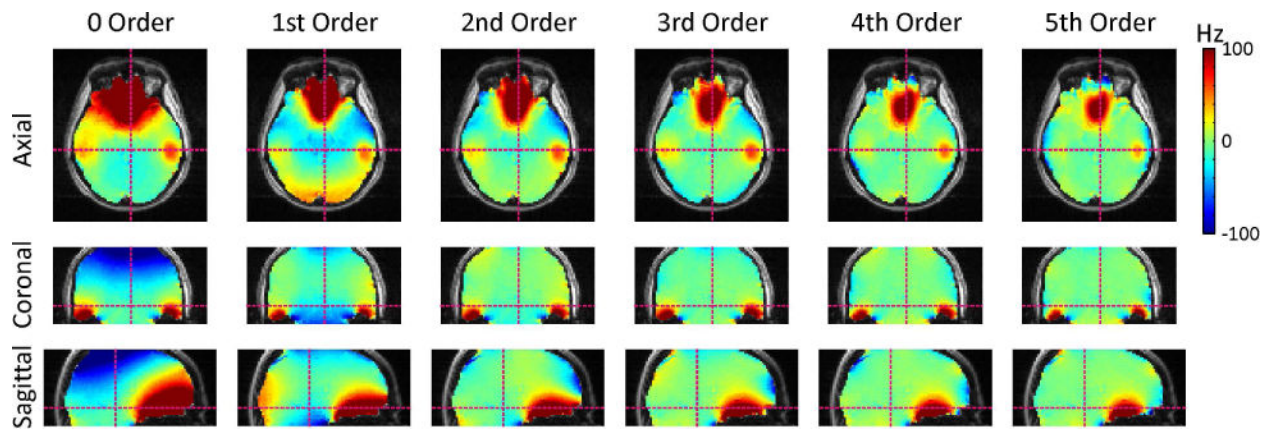 0 Order 1st Order 2nd Order 3rd Order 4th Order 5th Order
Hz
100
0
-100
Axial
Coronal
Sagittal